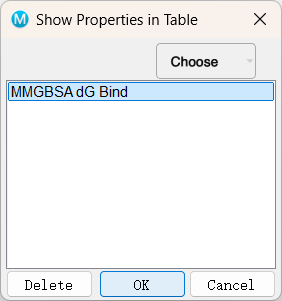 Show Properties in Table
Choose
MMGBSA dG Bind
Delete OK Cancel